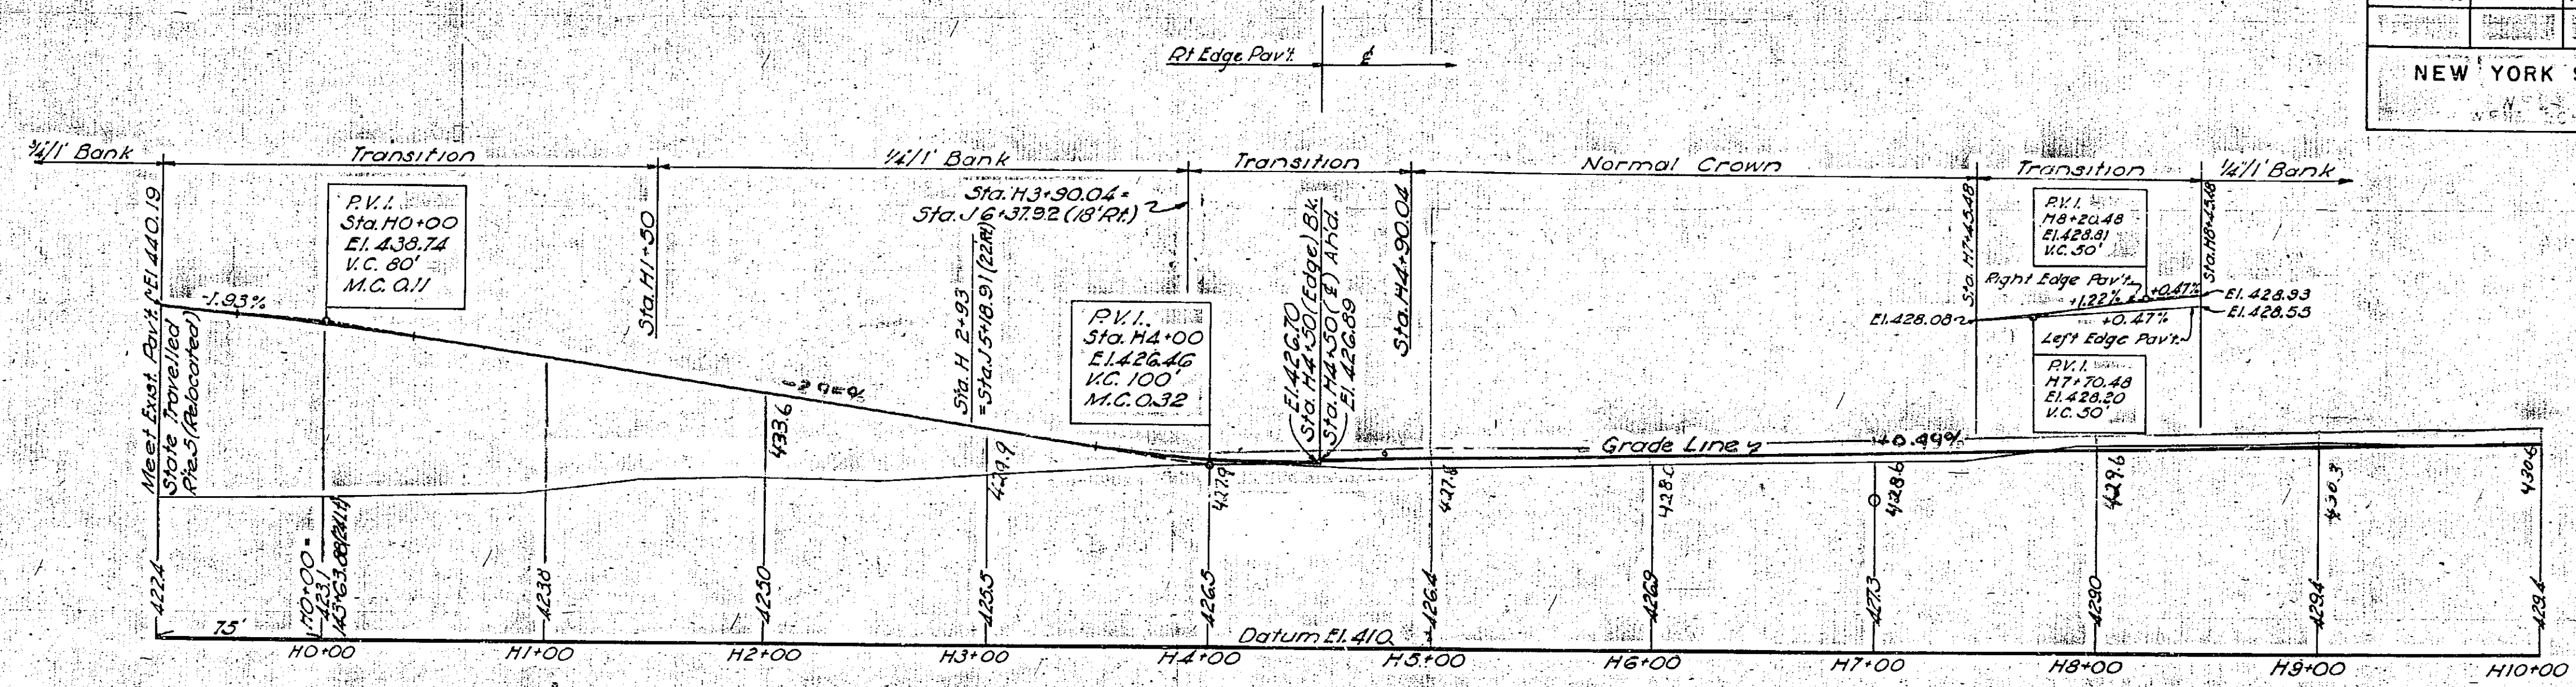 Rt Edge Pav't. ℄
NEW YORK
3/4"/1' Bank
Transition
1/4"/1' Bank
Transition
Normal Crown
Transition
1/4"/1' Bank
Meet Exist. Pav't. El. 440.19
State Travelled
Rte. 5 (Relocated)
P.V.I.
Sta. H0+00
El. 438.74
V.C. 80'
M.C. 0.11
-1.93%
Sta. H1+50
Sta. H3+90.04 =
Sta. J6+37.92 (18' Rt.)
Sta. H 2+93
= Sta. J5+18.91 (22' Rt)
P.V.I.
Sta. H4+00
El. 426.46
V.C. 100'
M.C. 0.32
El. 426.70
Sta. H4+50 (Edge) Bk.
Sta. H4+50 (℄) Ah'd.
El. 426.89
Sta. H4+90.04
Sta. H7+45.48
P.V.I.
H8+20.48
El. 428.81
V.C. 50'
Sta. H8+45.48
Right Edge Pav't.
+1.22%
+0.47%
El. 428.93
El. 428.55
El. 428.08
+0.47%
Left Edge Pav't.
P.V.I.
H7+70.48
El. 428.20
V.C. 50'
Grade Line
+0.49%
433.6
429.9
427.9
427.8
428.6
429.6
430.3
430.6
422.4
H0+00 =
423.1
423.8
425.0
425.5
426.5
426.4
426.9
427.3
429.0
429.4
429.4
75'
Datum El. 410
H0+00 H1+00 H2+00 H3+00 H4+00 H5+00 H6+00 H7+00 H8+00 H9+00 H10+00